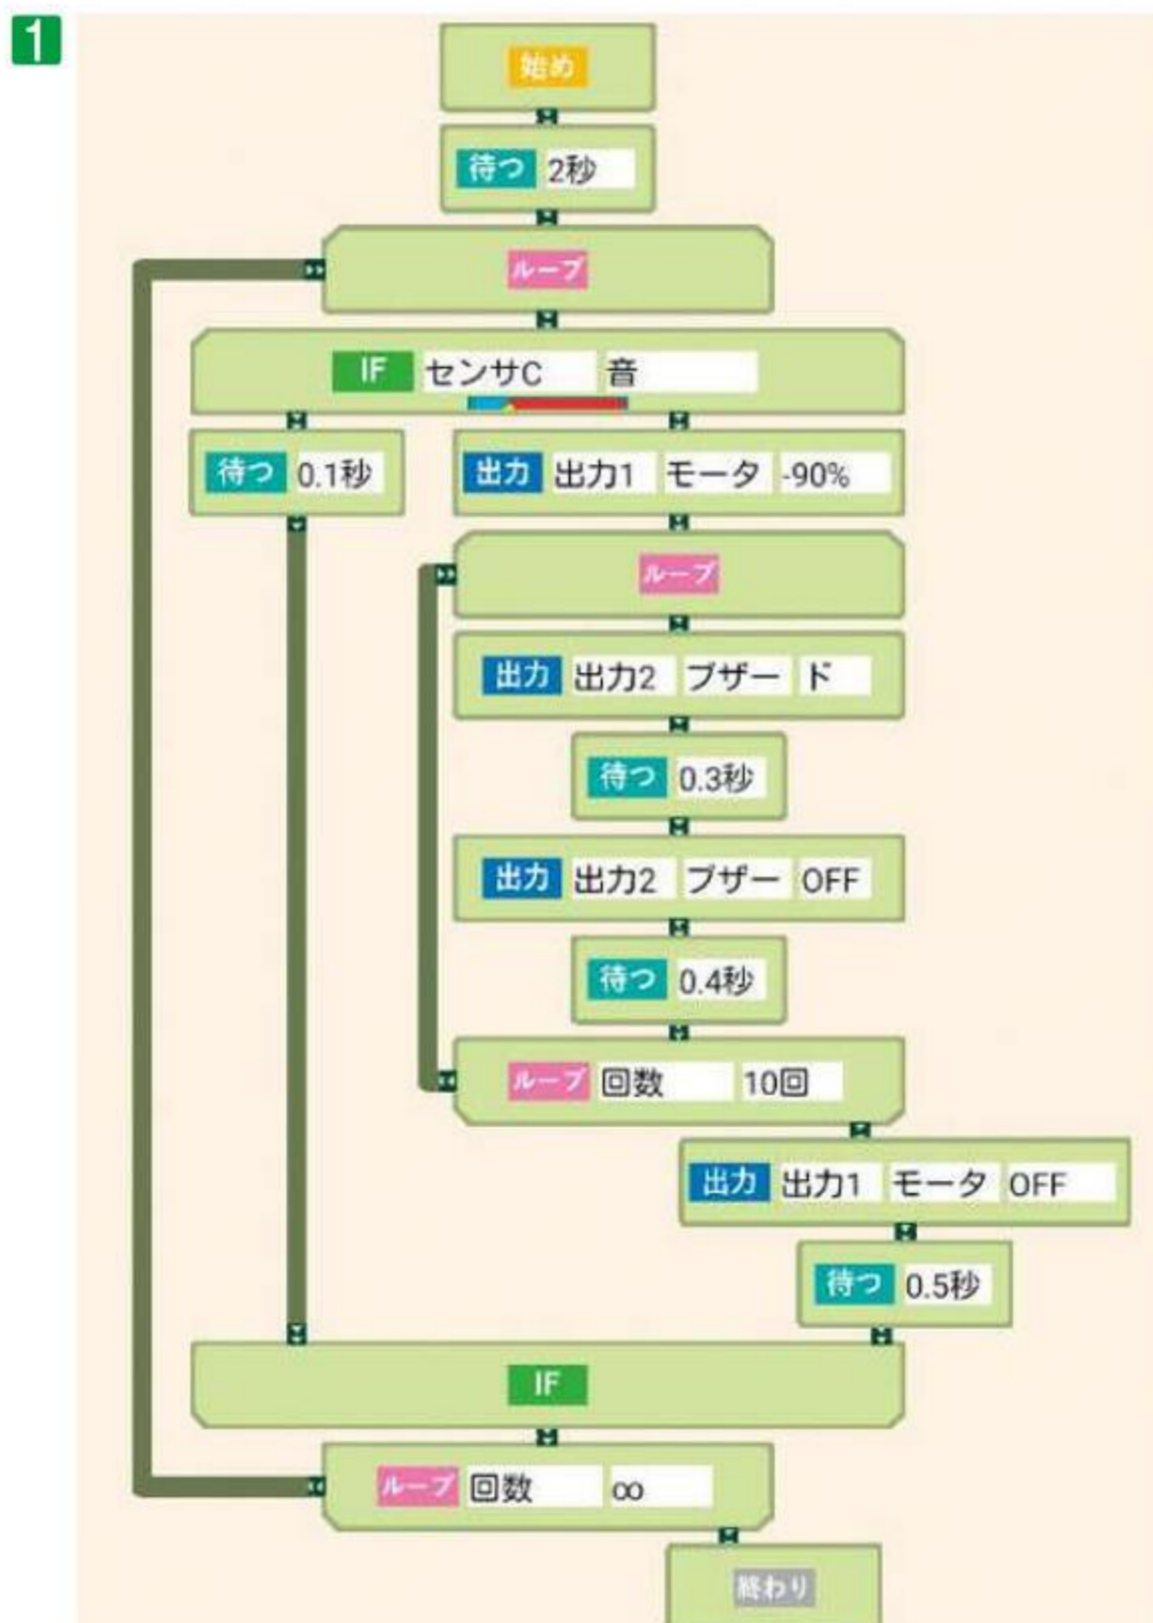 1
始め
待つ 2秒
ループ
IF センサC 音
待つ 0.1秒
出力 出力1 モータ -90%
ループ
出力 出力2 ブザー ド
待つ 0.3秒
出力 出力2 ブザー OFF
待つ 0.4秒
ループ 回数 10回
出力 出力1 モータ OFF
待つ 0.5秒
IF
ループ 回数 ∞
終わり